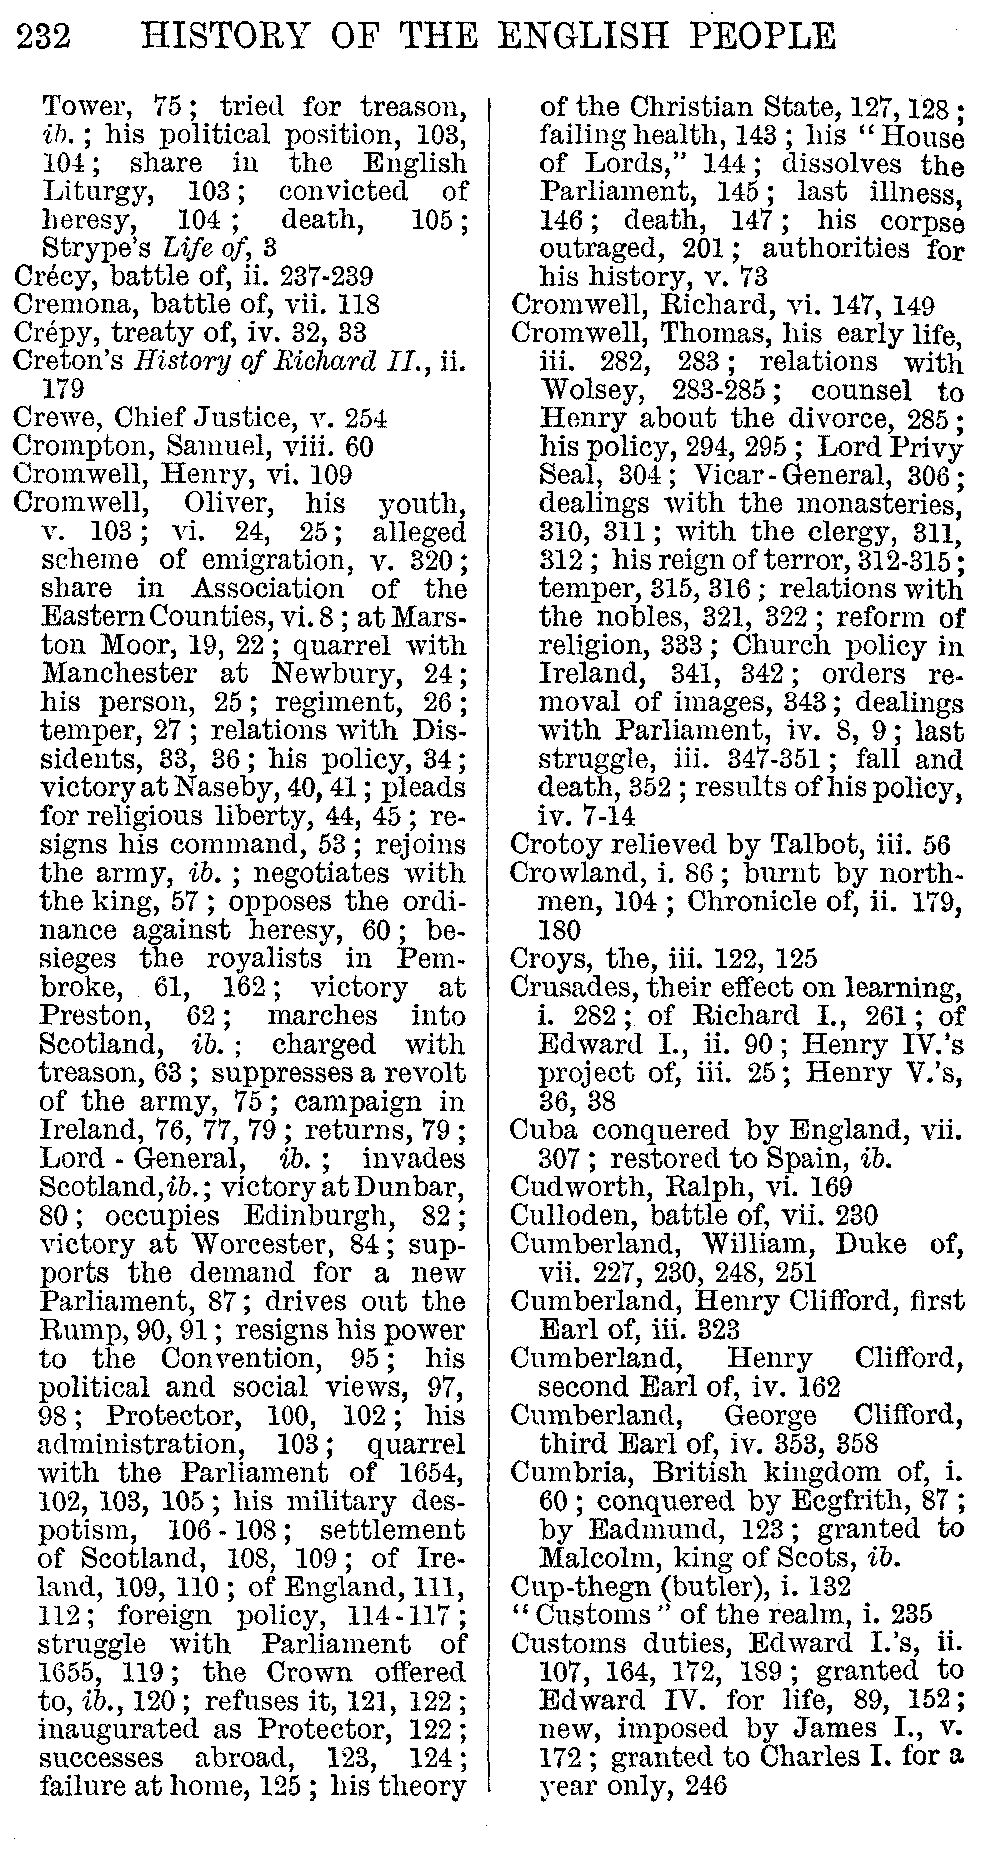 232 HISTORY OF THE ENGLISH PEOPLE
Tower, 75; tried for treason,
ib.; his political position, 103,
104; share in the English
Liturgy, 103; convicted of
heresy, 104; death, 105;
Strype's Life of, 3
Crécy, battle of, ii. 237-239
Cremona, battle of, vii. 118
Crépy, treaty of, iv. 32, 33
Creton's History of Richard II., ii.
179
Crewe, Chief Justice, v. 254
Crompton, Samuel, viii. 60
Cromwell, Henry, vi. 109
Cromwell, Oliver, his youth,
v. 103; vi. 24, 25; alleged
scheme of emigration, v. 320;
share in Association of the
Eastern Counties, vi. 8; at Mars-
ton Moor, 19, 22; quarrel with
Manchester at Newbury, 24;
his person, 25; regiment, 26;
temper, 27; relations with Dis-
sidents, 33, 36; his policy, 34;
victory at Naseby, 40, 41; pleads
for religious liberty, 44, 45; re-
signs his command, 53; rejoins
the army, ib.; negotiates with
the king, 57; opposes the ordi-
nance against heresy, 60; be-
sieges the royalists in Pem-
broke, 61, 162; victory at
Preston, 62; marches into
Scotland, ib.; charged with
treason, 63; suppresses a revolt
of the army, 75; campaign in
Ireland, 76, 77, 79; returns, 79;
Lord-General, ib.; invades
Scotland, ib.; victory at Dunbar,
80; occupies Edinburgh, 82;
victory at Worcester, 84; sup-
ports the demand for a new
Parliament, 87; drives out the
Rump, 90, 91; resigns his power
to the Convention, 95; his
political and social views, 97,
98; Protector, 100, 102; his
administration, 103; quarrel
with the Parliament of 1654,
102, 103, 105; his military des-
potism, 106-108; settlement
of Scotland, 108, 109; of Ire-
land, 109, 110; of England, 111,
112; foreign policy, 114-117;
struggle with Parliament of
1655, 119; the Crown offered
to, ib., 120; refuses it, 121, 122;
inaugurated as Protector, 122;
successes abroad, 123, 124;
failure at home, 125; his theory
of the Christian State, 127, 128;
failing health, 143; his "House
of Lords," 144; dissolves the
Parliament, 145; last illness,
146; death, 147; his corpse
outraged, 201; authorities for
his history, v. 73
Cromwell, Richard, vi. 147, 149
Cromwell, Thomas, his early life,
iii. 282, 283; relations with
Wolsey, 283-285; counsel to
Henry about the divorce, 285;
his policy, 294, 295; Lord Privy
Seal, 304; Vicar-General, 306;
dealings with the monasteries,
310, 311; with the clergy, 311,
312; his reign of terror, 312-315;
temper, 315, 316; relations with
the nobles, 321, 322; reform of
religion, 333; Church policy in
Ireland, 341, 342; orders re-
moval of images, 343; dealings
with Parliament, iv. 8, 9; last
struggle, iii. 347-351; fall and
death, 352; results of his policy,
iv. 7-14
Crotoy relieved by Talbot, iii. 56
Crowland, i. 86; burnt by north-
men, 104; Chronicle of, ii. 179,
180
Croys, the, iii. 122, 125
Crusades, their effect on learning,
i. 282; of Richard I., 261; of
Edward I., ii. 90; Henry IV.'s
project of, iii. 25; Henry V.'s,
36, 38
Cuba conquered by England, vii.
307; restored to Spain, ib.
Cudworth, Ralph, vi. 169
Culloden, battle of, vii. 230
Cumberland, William, Duke of,
vii. 227, 230, 248, 251
Cumberland, Henry Clifford, first
Earl of, iii. 323
Cumberland, Henry Clifford,
second Earl of, iv. 162
Cumberland, George Clifford,
third Earl of, iv. 353, 358
Cumbria, British kingdom of, i.
60; conquered by Ecgfrith, 87;
by Eadmund, 123; granted to
Malcolm, king of Scots, ib.
Cup-thegn (butler), i. 132
"Customs" of the realm, i. 235
Customs duties, Edward I.'s, ii.
107, 164, 172, 189; granted to
Edward IV. for life, 89, 152;
new, imposed by James I., v.
172; granted to Charles I. for a
year only, 246